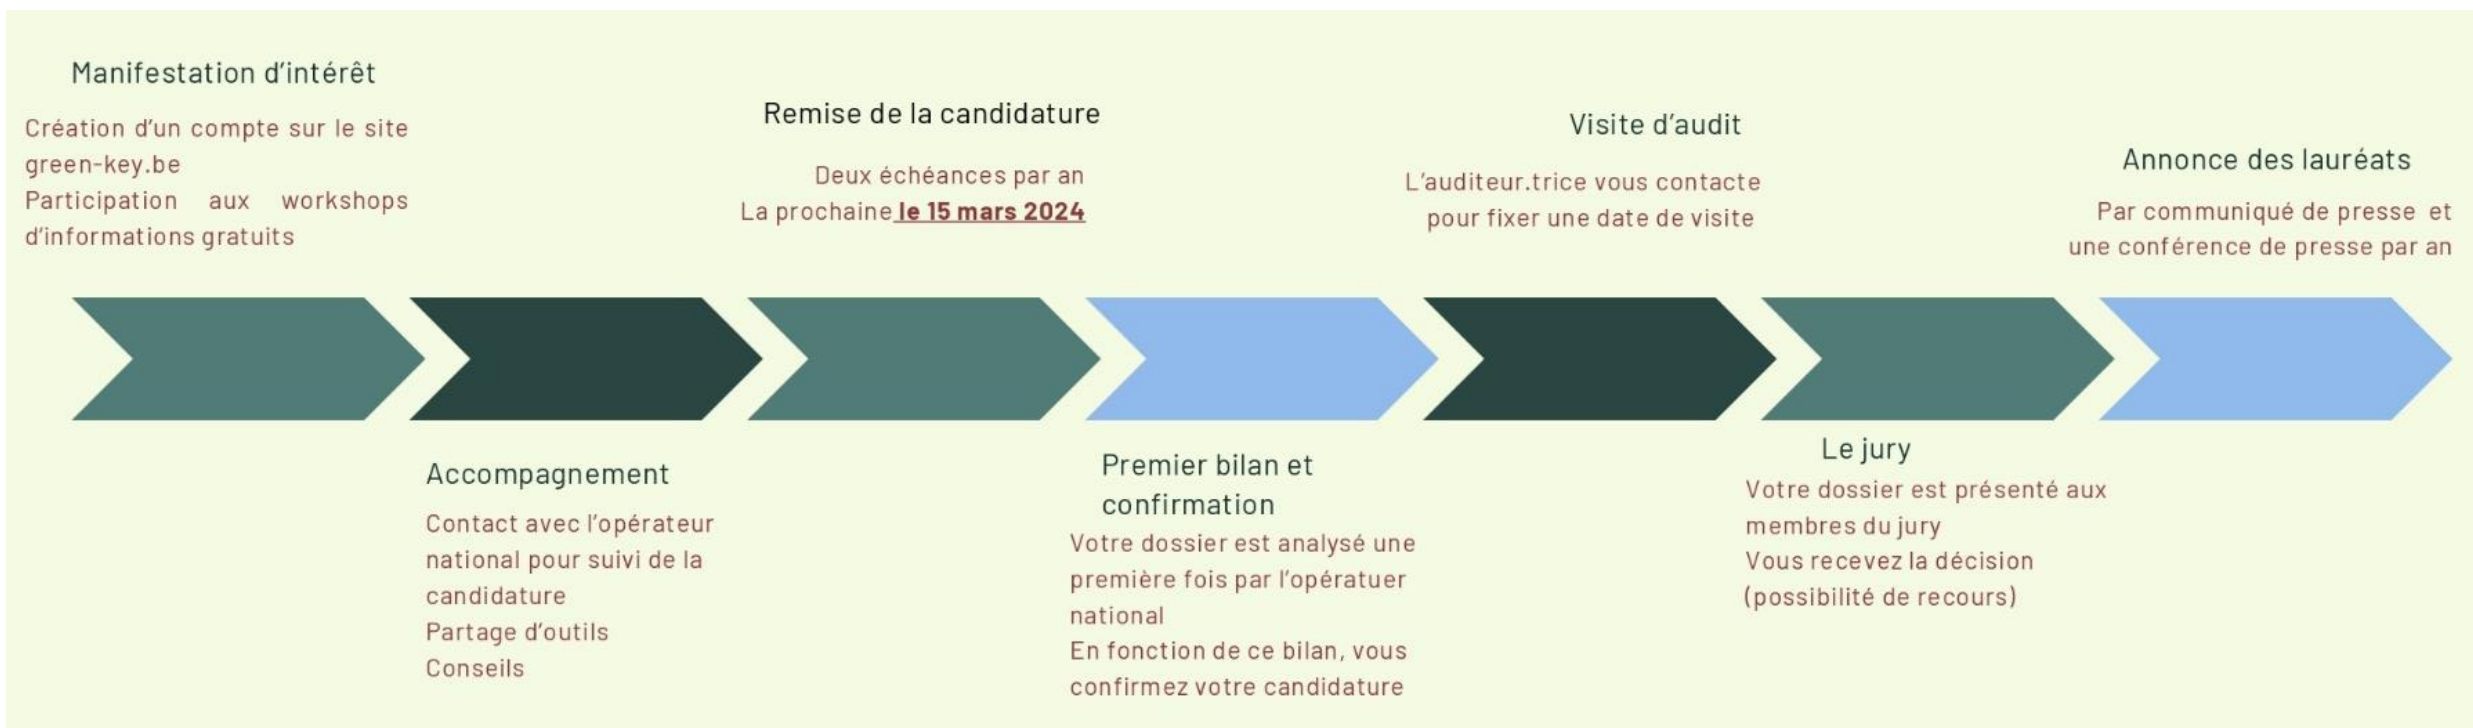 Manifestation d'intérêt
Création d'un compte sur le site
green-key.be
Participation aux workshops
d'informations gratuits
Accompagnement
Contact avec l'opérateur
national pour suivi de la
candidature
Partage d'outils
Conseils
Remise de la candidature
Deux échéances par an
La prochaine le 15 mars 2024
Premier bilan et
confirmation
Votre dossier est analysé une
première fois par l'opératuer
national
En fonction de ce bilan, vous
confirmez votre candidature
Visite d'audit
L'auditeur.trice vous contacte
pour fixer une date de visite
Le jury
Votre dossier est présenté aux
membres du jury
Vous recevez la décision
(possibilité de recours)
Annonce des lauréats
Par communiqué de presse et
une conférence de presse par an